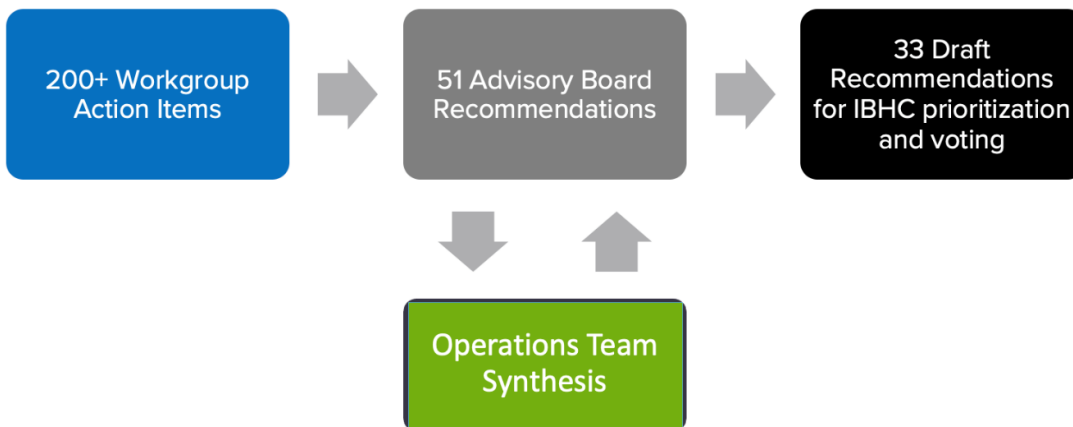 200+ Workgroup
Action Items
51 Advisory Board
Recommendations
33 Draft
Recommendations
for IBHC prioritization
and voting
Operations Team
Synthesis